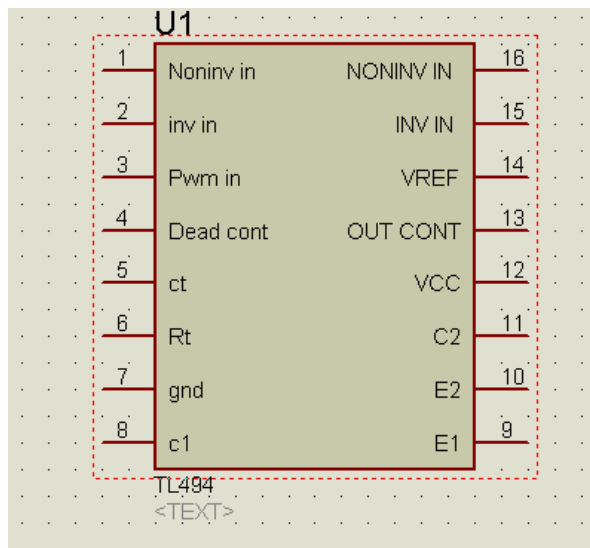 U1
1 Noninv in NONINV IN 16
2 inv in INV IN 15
3 Pwm in VREF 14
4 Dead cont OUT CONT 13
5 ct VCC 12
6 Rt C2 11
7 gnd E2 10
8 c1 E1 9
TL494
<TEXT>